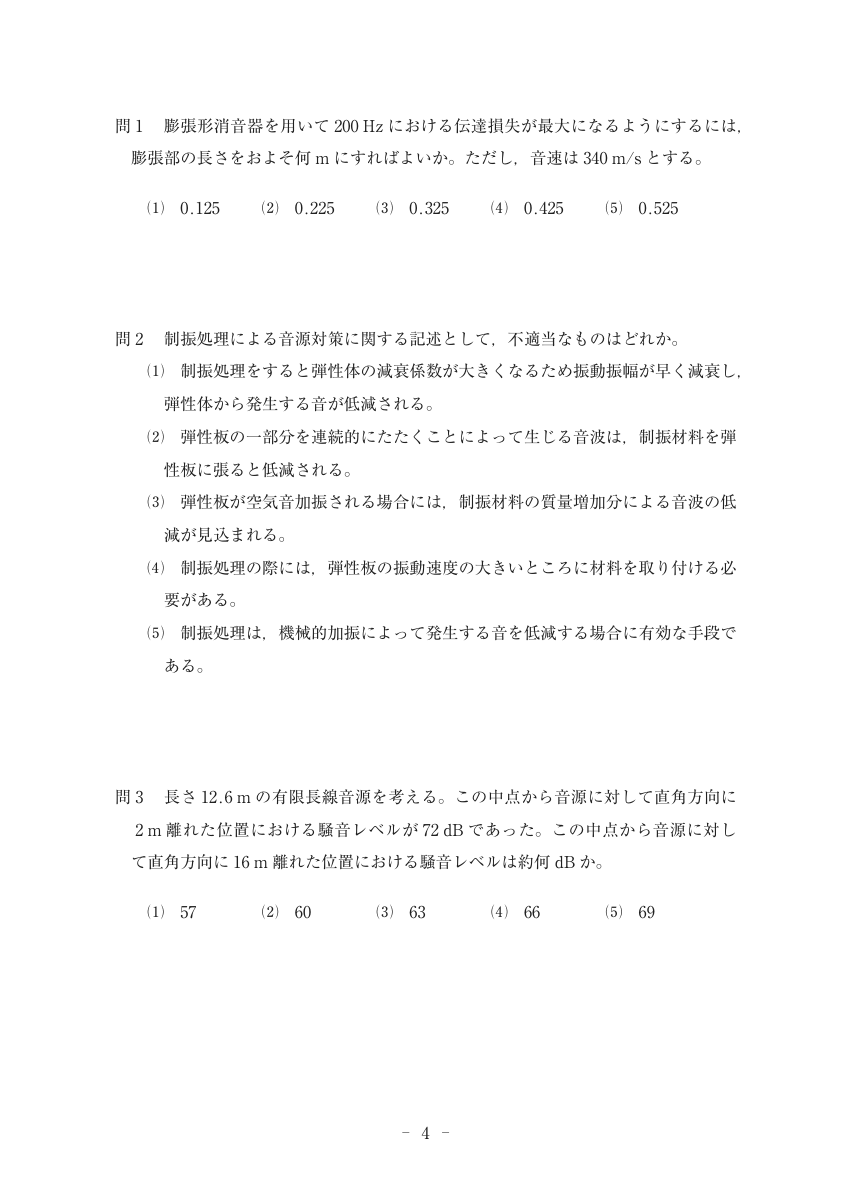 問1　膨張形消音器を用いて 200 Hz における伝達損失が最大になるようにするには，
膨張部の長さをおよそ何 m にすればよいか。ただし，音速は 340 m/s とする。
⑴　0.125　　⑵　0.225　　⑶　0.325　　⑷　0.425　　⑸　0.525
問2　制振処理による音源対策に関する記述として，不適当なものはどれか。
⑴　制振処理をすると弾性体の減衰係数が大きくなるため振動振幅が早く減衰し，
弾性体から発生する音が低減される。
⑵　弾性板の一部分を連続的にたたくことによって生じる音波は，制振材料を弾
性板に張ると低減される。
⑶　弾性板が空気音加振される場合には，制振材料の質量増加分による音波の低
減が見込まれる。
⑷　制振処理の際には，弾性板の振動速度の大きいところに材料を取り付ける必
要がある。
⑸　制振処理は，機械的加振によって発生する音を低減する場合に有効な手段で
ある。
問3　長さ 12.6 m の有限長線音源を考える。この中点から音源に対して直角方向に
2 m 離れた位置における騒音レベルが 72 dB であった。この中点から音源に対し
て直角方向に 16 m 離れた位置における騒音レベルは約何 dB か。
⑴　57　　⑵　60　　⑶　63　　⑷　66　　⑸　69
－ 4 －